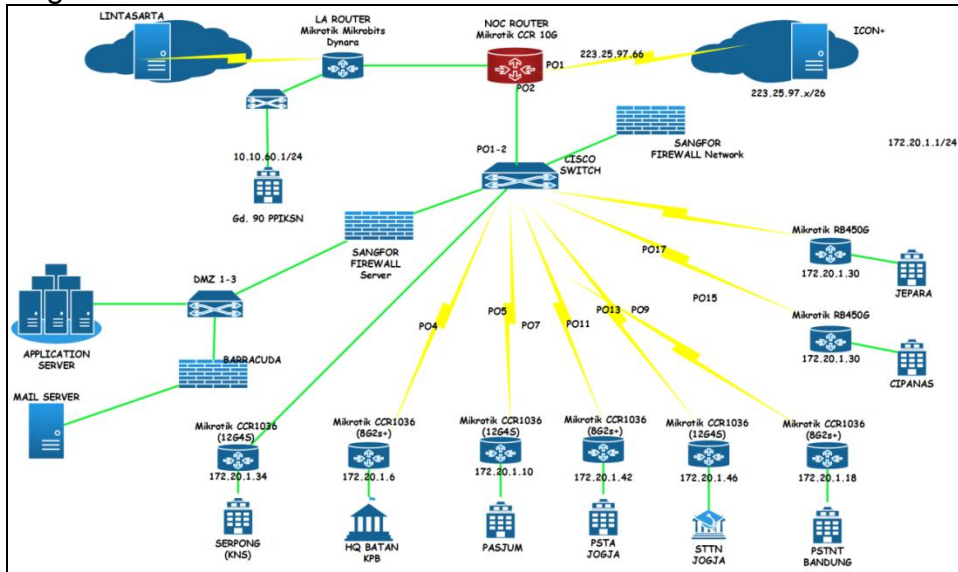 LINTASARTA
LA ROUTER
Mikrotik Mikrobits
Dynara
NOC ROUTER
Mikrotik CCR 10G
PO1
PO2
223.25.97.66
ICON+
223.25.97.x/26
10.10.60.1/24
Gd. 90 PPIKSN
PO1-2
CISCO
SWITCH
SANGFOR
FIREWALL Network
172.20.1.1/24
SANGFOR
FIREWALL
Server
DMZ 1-3
APPLICATION
SERVER
BARRACUDA
MAIL SERVER
PO4
PO5
PO7
PO11
PO13
PO9
PO17
PO15
Mikrotik RB450G
172.20.1.30
JEPARA
Mikrotik RB450G
172.20.1.30
CIPANAS
Mikrotik CCR1036
(12G4S)
172.20.1.34
SERPONG
(KNS)
Mikrotik CCR1036
(8G2s+)
172.20.1.6
HQ BATAN
KPB
Mikrotik CCR1036
(12G4S)
172.20.1.10
PASJUM
Mikrotik CCR1036
(8G2s+)
172.20.1.42
PSTA
JOGJA
Mikrotik CCR1036
(12G4S)
172.20.1.46
STTN
JOGJA
Mikrotik CCR1036
(8G2s+)
172.20.1.18
PSTNT
BANDUNG